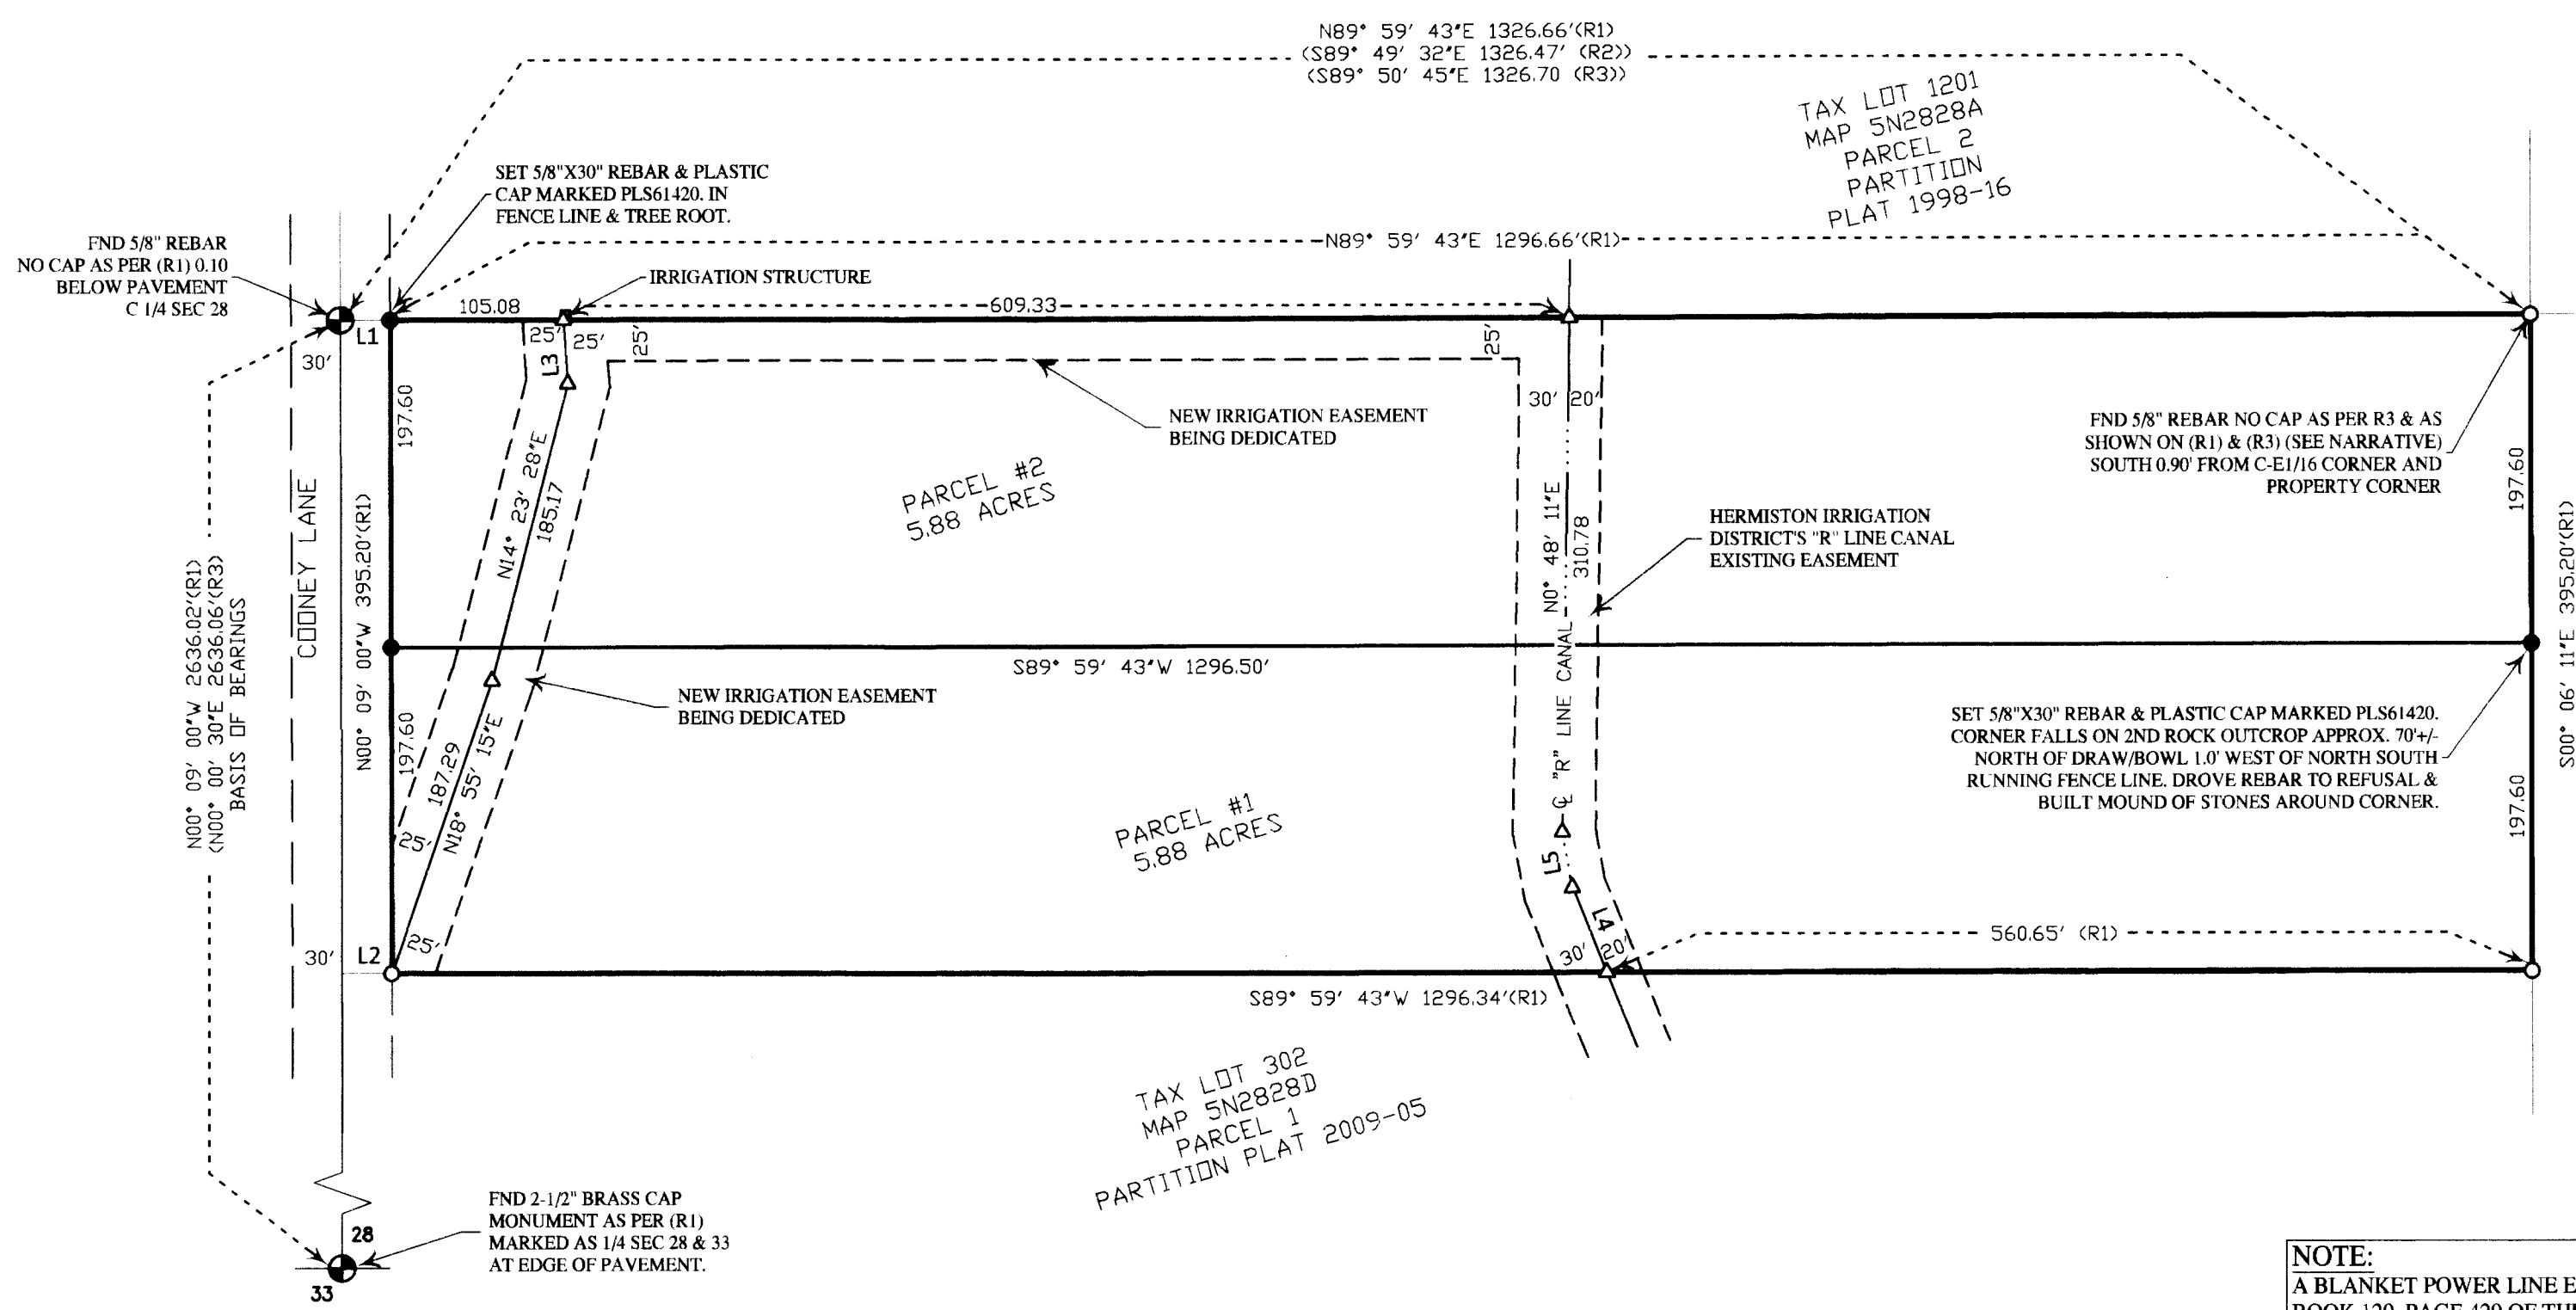 N89° 59' 43"E 1326.66'(R1)
(S89° 49' 32"E 1326.47' (R2))
(S89° 50' 45"E 1326.70 (R3))
TAX LOT 1201
MAP 5N2828A
PARCEL 2
PARTITION
PLAT 1998-16
SET 5/8"X30" REBAR & PLASTIC
CAP MARKED PLS61420. IN
FENCE LINE & TREE ROOT.
FND 5/8" REBAR
NO CAP AS PER (R1) 0.10
BELOW PAVEMENT
C 1/4 SEC 28
N89° 59' 43"E 1296.66'(R1)
IRRIGATION STRUCTURE
105.08
609.33
L1
30'
25'
25'
25'
25'
L3
30'
20'
197.60
NEW IRRIGATION EASEMENT
BEING DEDICATED
FND 5/8" REBAR NO CAP AS PER R3 & AS
SHOWN ON (R1) & (R3) (SEE NARRATIVE)
SOUTH 0.90' FROM C-E1/16 CORNER AND
PROPERTY CORNER
197.60
N14° 23' 28"E
185.17
PARCEL #2
5.88 ACRES
N0° 48' 11"E
310.78
HERMISTON IRRIGATION
DISTRICT'S "R" LINE CANAL
EXISTING EASEMENT
N00° 09' 00"W 2636.02'(R1)
(N00° 00' 30"E 2636.06'(R3)
BASIS OF BEARINGS
COONEY LANE
N00° 09' 00"W 395.20'(R1)
S00° 06' 11"E 395.20'(R1)
S89° 59' 43"W 1296.50'
NEW IRRIGATION EASEMENT
BEING DEDICATED
℄ "R" LINE CANAL
SET 5/8"X30" REBAR & PLASTIC CAP MARKED PLS61420.
CORNER FALLS ON 2ND ROCK OUTCROP APPROX. 70'+/-
NORTH OF DRAW/BOWL 1.0' WEST OF NORTH SOUTH
RUNNING FENCE LINE. DROVE REBAR TO REFUSAL &
BUILT MOUND OF STONES AROUND CORNER.
197.60
187.29
N18° 55' 15"E
25'
PARCEL #1
5.88 ACRES
197.60
L5
L4
30'
L2
25'
30'
20'
560.65' (R1)
S89° 59' 43"W 1296.34'(R1)
TAX LOT 302
MAP 5N2828D
PARCEL 1
PARTITION PLAT 2009-05
FND 2-1/2" BRASS CAP
MONUMENT AS PER (R1)
MARKED AS 1/4 SEC 28 & 33
AT EDGE OF PAVEMENT.
28
33
NOTE:
A BLANKET POWER LINE E
BOOK 120, PAGE 429 OF THE